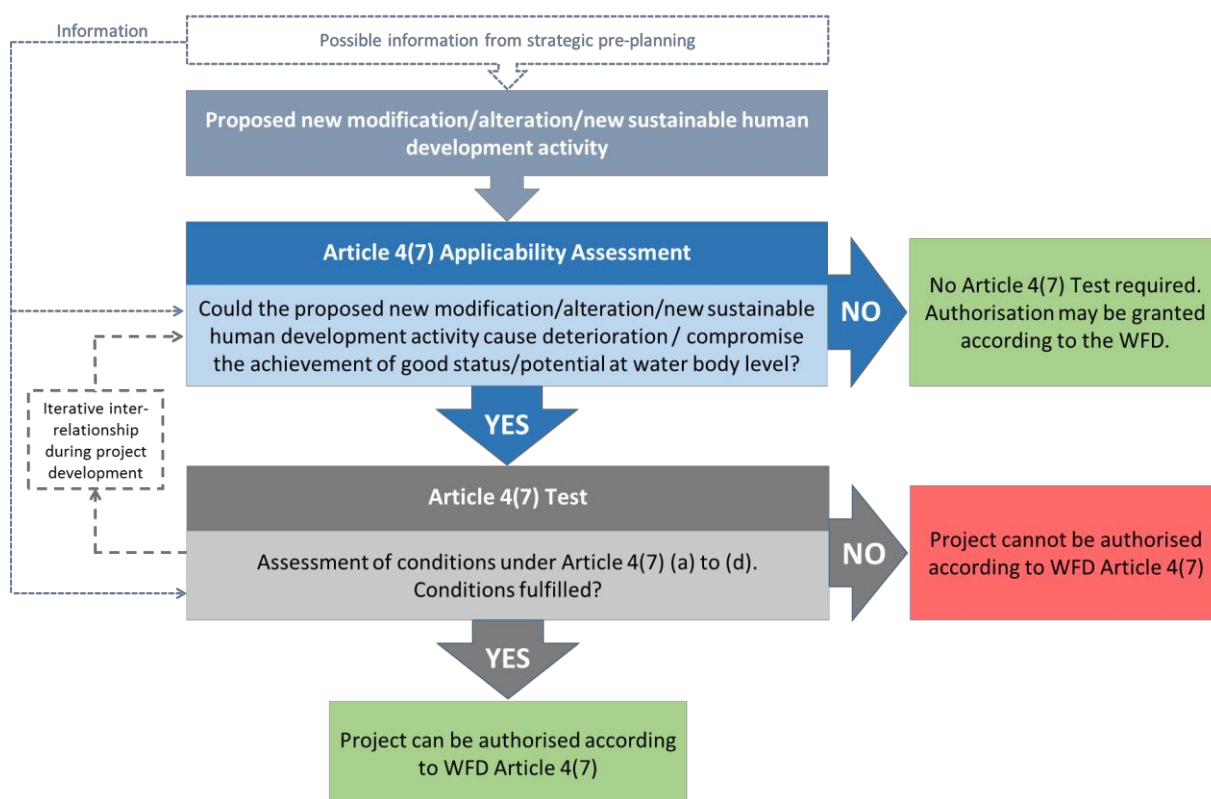 Information
Possible information from strategic pre-planning
Proposed new modification/alteration/new sustainable human
development activity
Article 4(7) Applicability Assessment
Could the proposed new modification/alteration/new sustainable
human development activity cause deterioration / compromise
the achievement of good status/potential at water body level?
NO
No Article 4(7) Test required.
Authorisation may be granted
according to the WFD.
YES
Iterative inter-
relationship
during project
development
Article 4(7) Test
Assessment of conditions under Article 4(7) (a) to (d).
Conditions fulfilled?
NO
Project cannot be authorised
according to WFD Article 4(7)
YES
Project can be authorised according
to WFD Article 4(7)